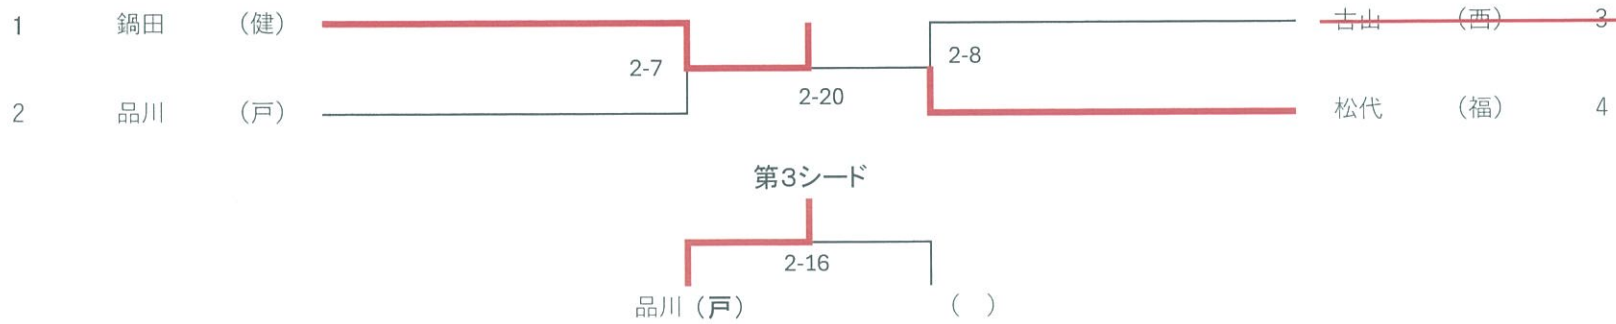 1 鍋田 （健） 古山 （西） 3
2-7 2-8
2 品川 （戸） 2-20 松代 （福） 4
第3シード
2-16
品川（戸） （ ）